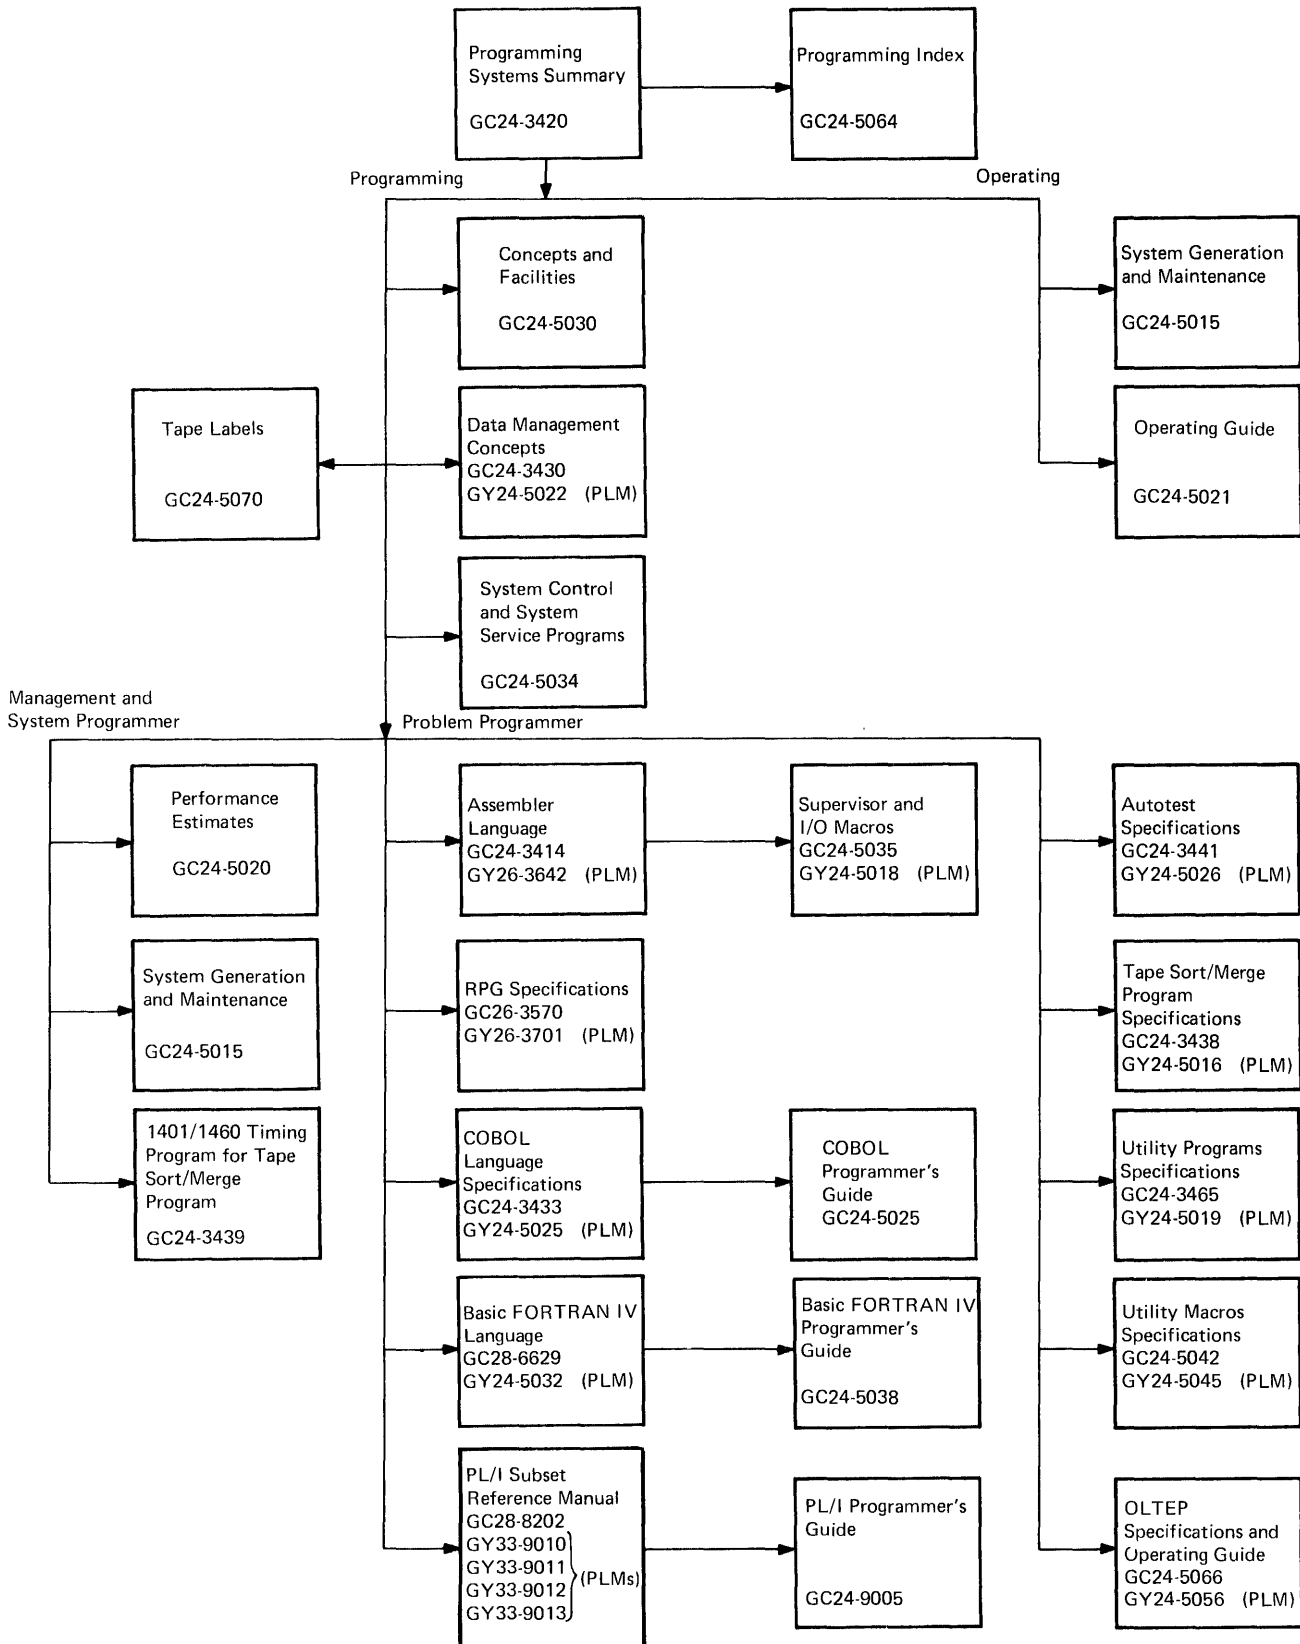 Programming
Systems Summary
GC24-3420
Programming Index
GC24-5064
Programming
Operating
Concepts and
Facilities
GC24-5030
System Generation
and Maintenance
GC24-5015
Tape Labels
GC24-5070
Data Management
Concepts
GC24-3430
GY24-5022 (PLM)
Operating Guide
GC24-5021
System Control
and System
Service Programs
GC24-5034
Management and
System Programmer
Problem Programmer
Performance
Estimates
GC24-5020
Assembler
Language
GC24-3414
GY26-3642 (PLM)
Supervisor and
I/O Macros
GC24-5035
GY24-5018 (PLM)
Autotest
Specifications
GC24-3441
GY24-5026 (PLM)
System Generation
and Maintenance
GC24-5015
RPG Specifications
GC26-3570
GY26-3701 (PLM)
Tape Sort/Merge
Program
Specifications
GC24-3438
GY24-5016 (PLM)
1401/1460 Timing
Program for Tape
Sort/Merge
Program
GC24-3439
COBOL
Language
Specifications
GC24-3433
GY24-5025 (PLM)
COBOL
Programmer's
Guide
GC24-5025
Utility Programs
Specifications
GC24-3465
GY24-5019 (PLM)
Basic FORTRAN IV
Language
GC28-6629
GY24-5032 (PLM)
Basic FORTRAN IV
Programmer's
Guide
GC24-5038
Utility Macros
Specifications
GC24-5042
GY24-5045 (PLM)
PL/I Subset
Reference Manual
GC28-8202
GY33-9010
GY33-9011
GY33-9012
GY33-9013
(PLMs)
PL/I Programmer's
Guide
GC24-9005
OLTEP
Specifications and
Operating Guide
GC24-5066
GY24-5056 (PLM)